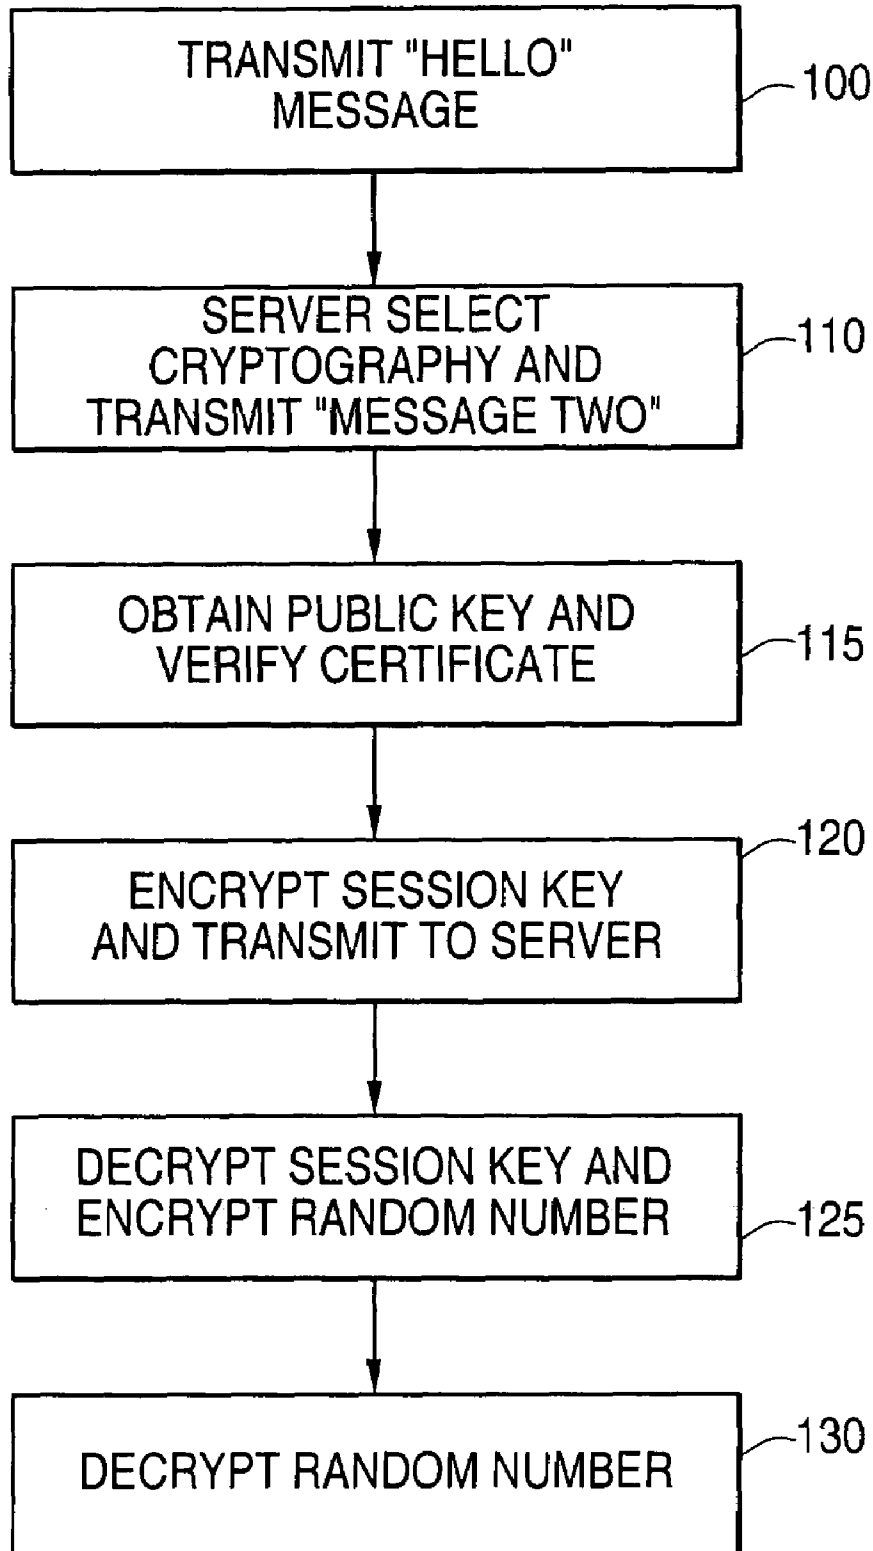 TRANSMIT "HELLO"
MESSAGE
100
SERVER SELECT
CRYPTOGRAPHY AND
TRANSMIT "MESSAGE TWO"
110
OBTAIN PUBLIC KEY AND
VERIFY CERTIFICATE
115
ENCRYPT SESSION KEY
AND TRANSMIT TO SERVER
120
DECRYPT SESSION KEY AND
ENCRYPT RANDOM NUMBER
125
DECRYPT RANDOM NUMBER
130